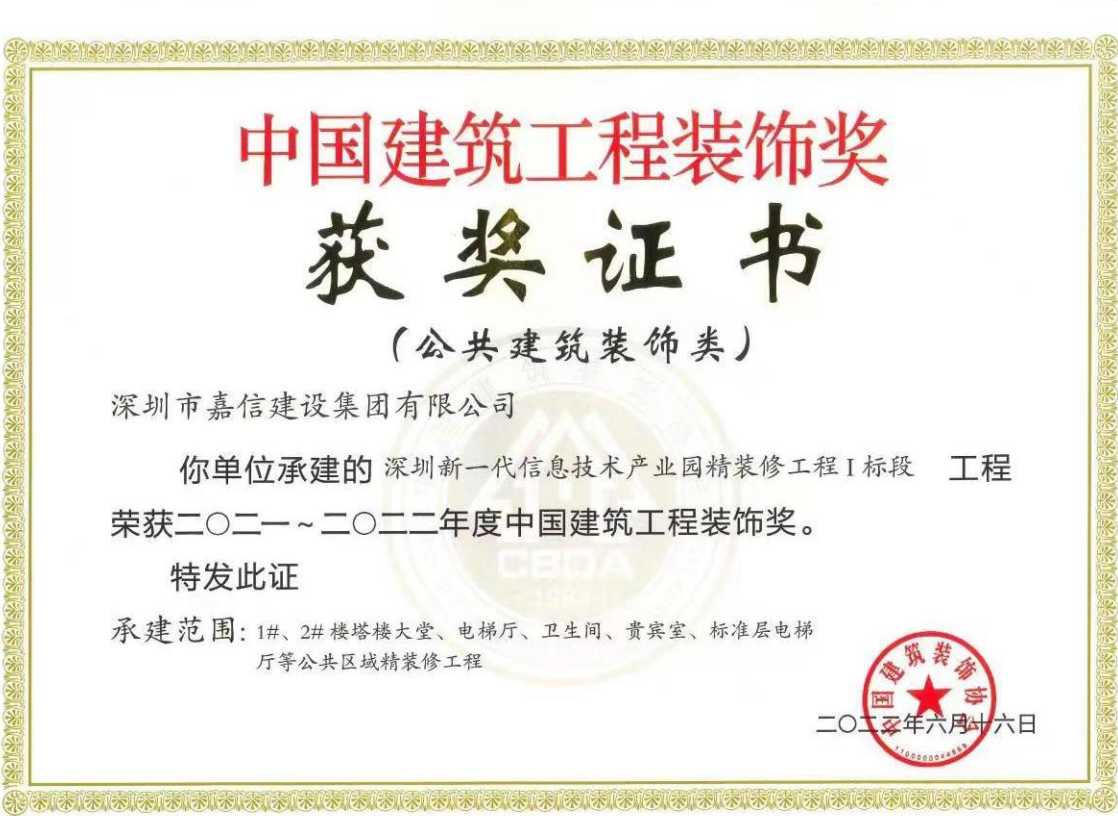 中国建筑工程装饰奖
获奖证书
（公共建筑装饰类）
深圳市嘉信建设集团有限公司
你单位承建的 深圳新一代信息技术产业园精装修工程 I 标段 工程
荣获二〇二一～二〇二二年度中国建筑工程装饰奖。
特发此证
承建范围：1#、2# 楼塔楼大堂、电梯厅、卫生间、贵宾室、标准层电梯
厅等公共区域精装修工程
中国建筑装饰协会
二〇二二年六月十六日
CBDA